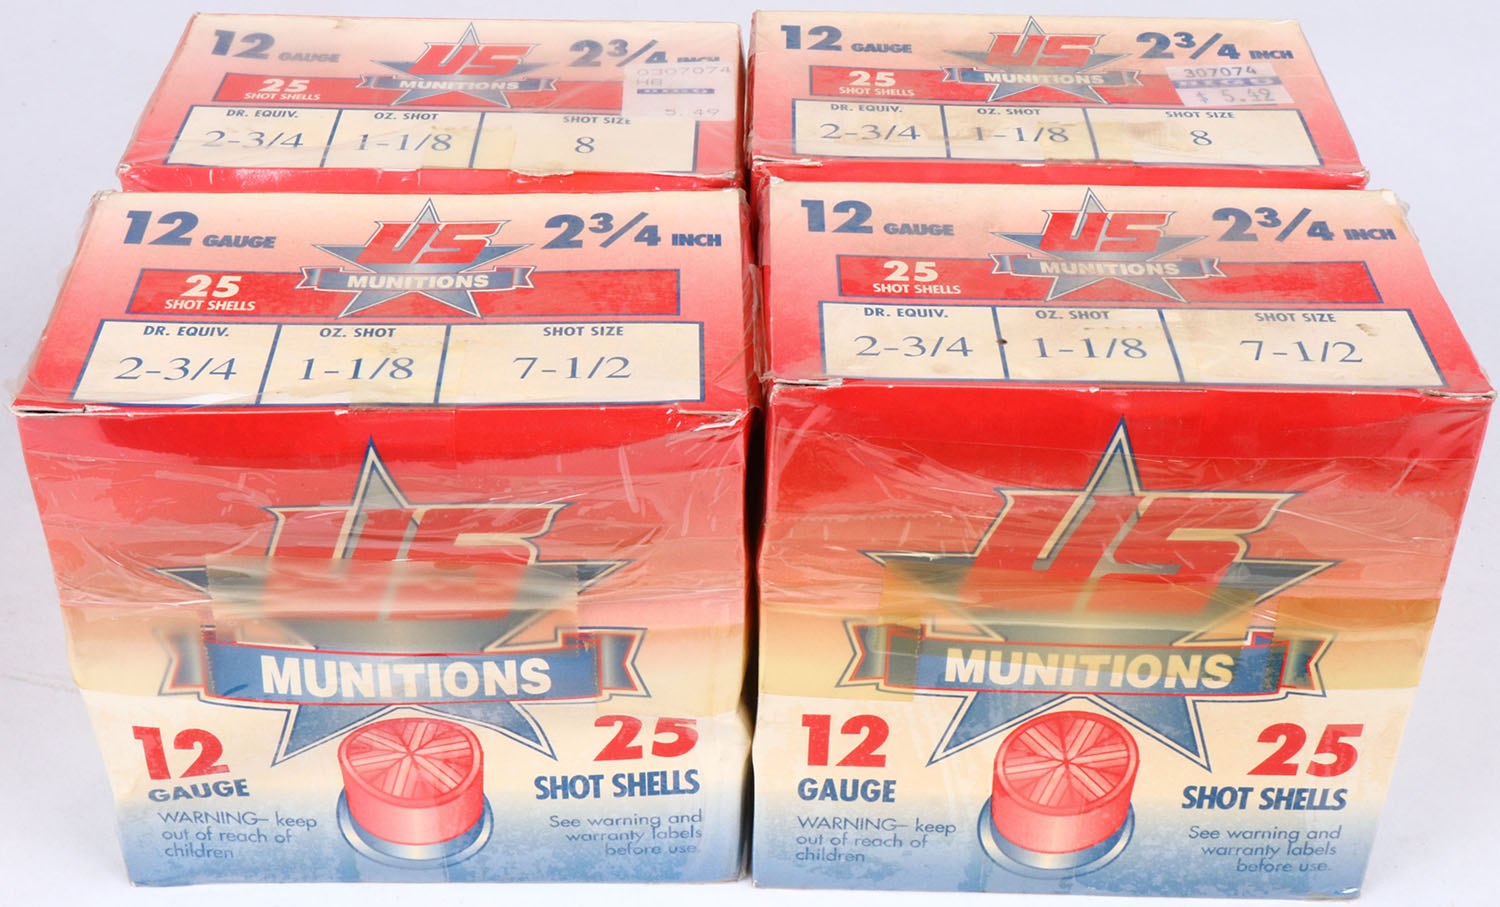 12 GAUGE US 2 3/4 INCH
MUNITIONS
25
SHOT SHELLS
DR. EQUIV. OZ. SHOT SHOT SIZE
2-3/4 1-1/8 8
0307074
H8
5.49
12 GAUGE US 2 3/4 INCH
MUNITIONS
25
SHOT SHELLS
DR. EQUIV. OZ. SHOT SHOT SIZE
2-3/4 1-1/8 8
307074
$ 5.42
12 GAUGE US 2 3/4 INCH
MUNITIONS
25
SHOT SHELLS
DR. EQUIV. OZ. SHOT SHOT SIZE
2-3/4 1-1/8 7-1/2
US
MUNITIONS
12
GAUGE
WARNING– keep
out of reach of
children
25
SHOT SHELLS
See warning and
warranty labels
before use.
12 GAUGE US 2 3/4 INCH
MUNITIONS
25
SHOT SHELLS
DR. EQUIV. OZ. SHOT SHOT SIZE
2-3/4 1-1/8 7-1/2
US
MUNITIONS
12
GAUGE
WARNING– keep
out of reach of
children
25
SHOT SHELLS
See warning and
warranty labels
before use.